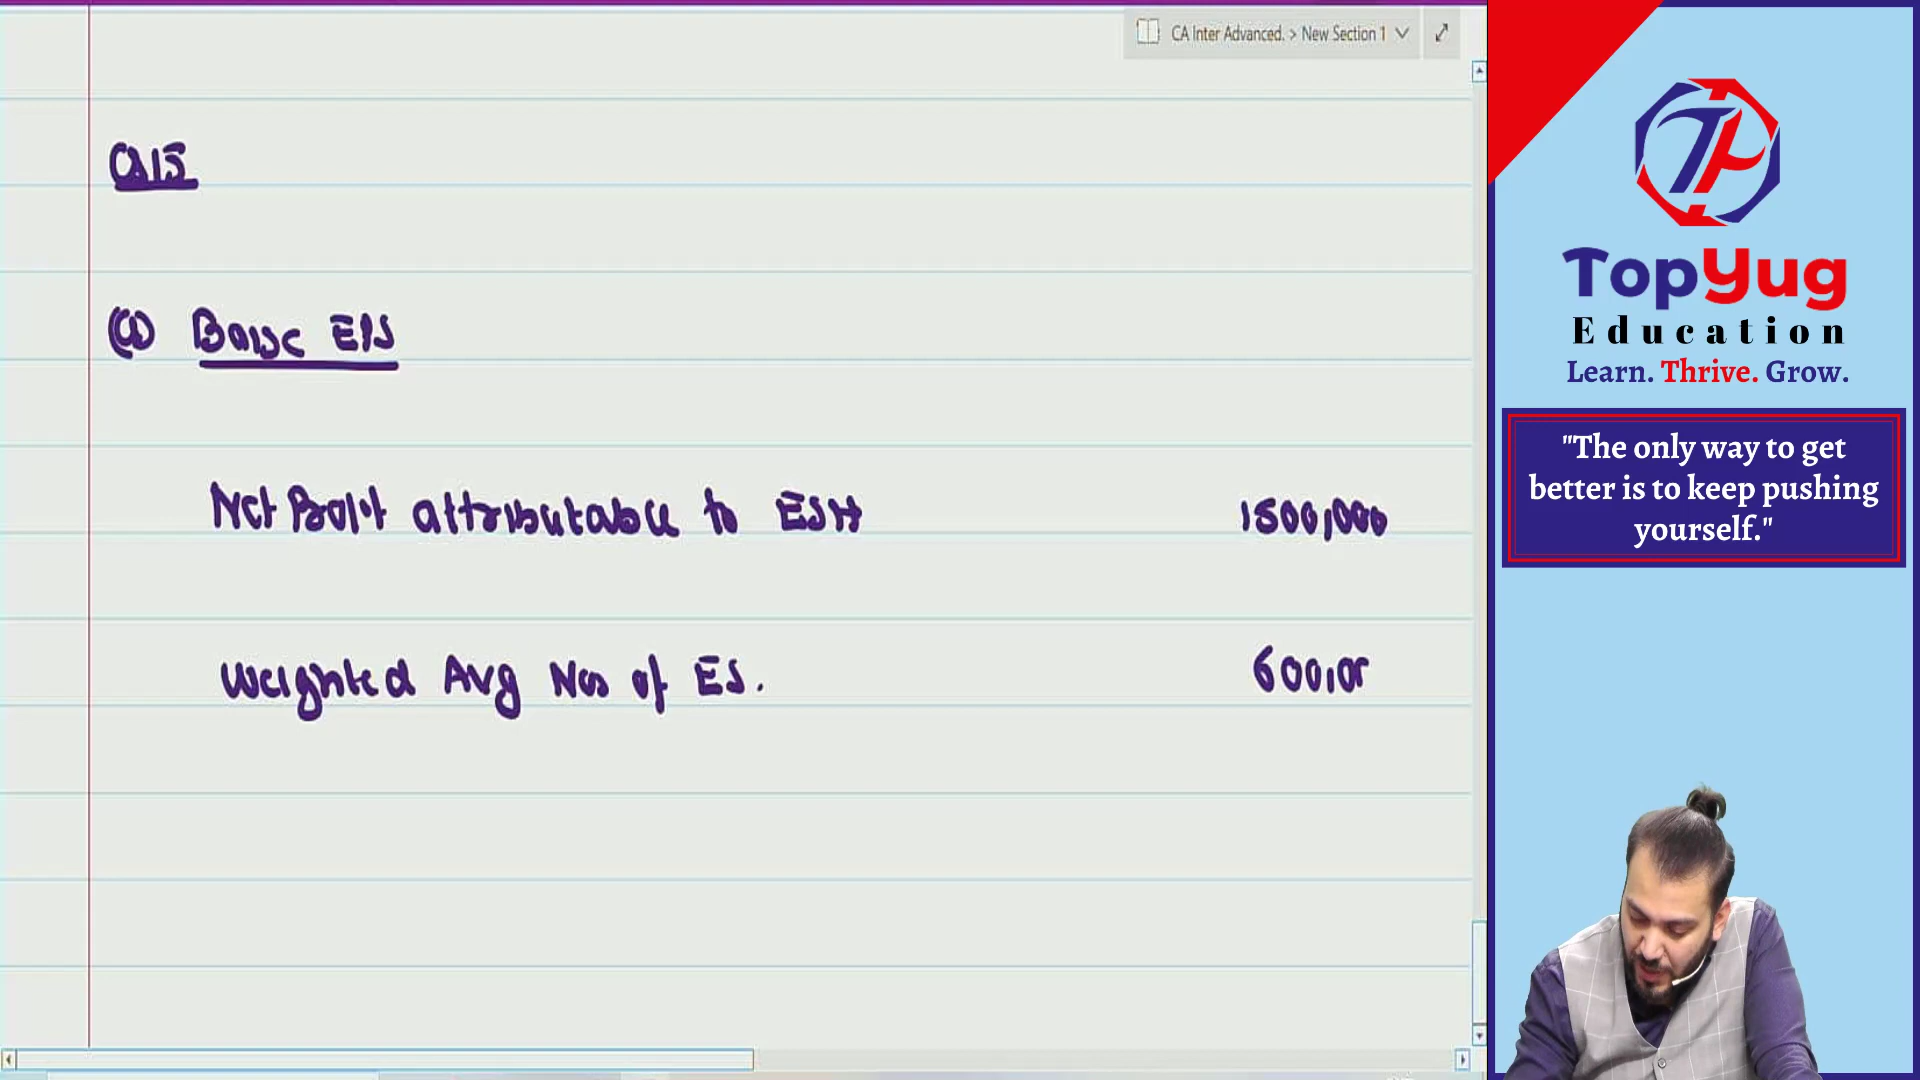 CA Inter Advanced. > New Section 1
Q15
(a) Basic EPS
Net Profit attributable to ESH 1500,000
Weighted Avg Nos of ES. 600,00
TopYug
Education
Learn. Thrive. Grow.
"The only way to get
better is to keep pushing
yourself."